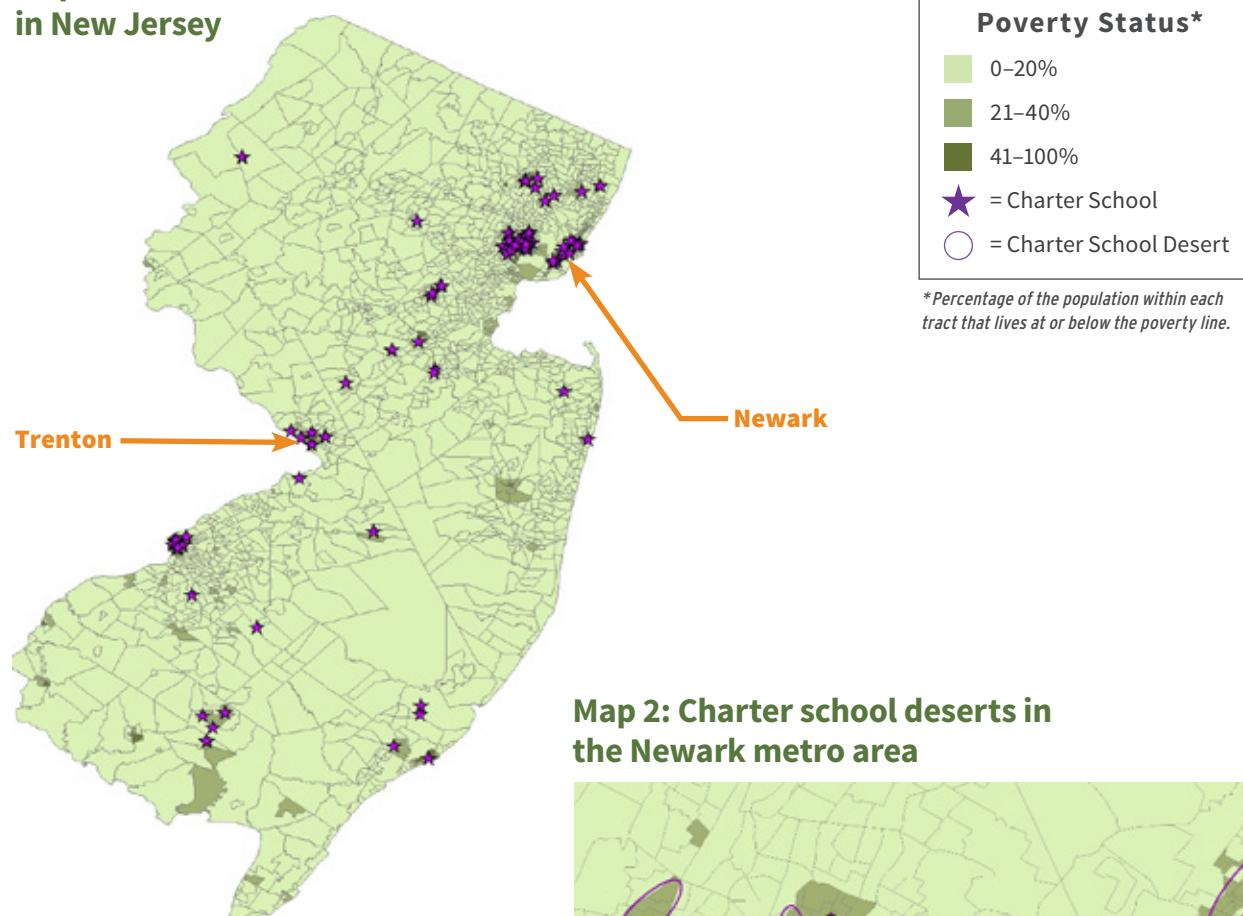 in New Jersey
Poverty Status*
0–20%
21–40%
41–100%
= Charter School
= Charter School Desert
*Percentage of the population within each
tract that lives at or below the poverty line.
Newark
Trenton
Map 2: Charter school deserts in
the Newark metro area